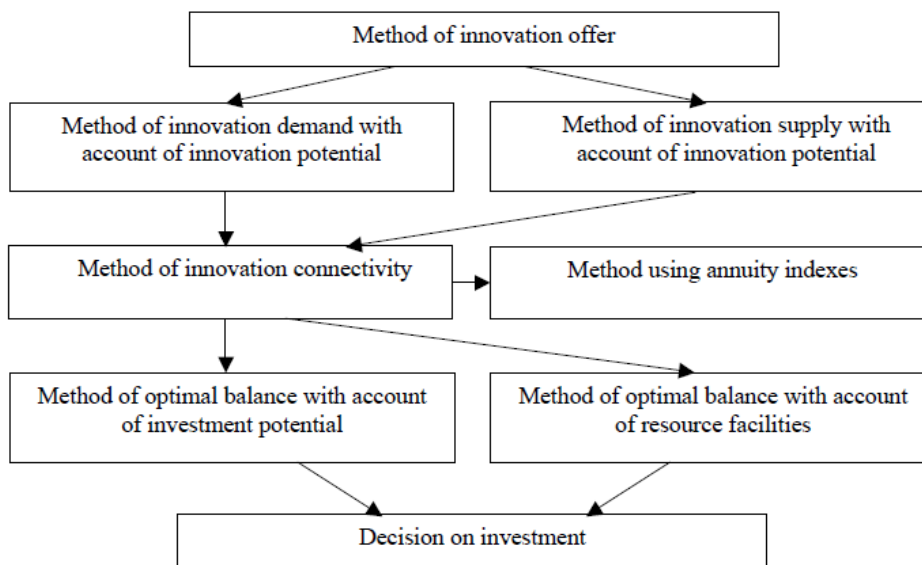 Method of innovation offer
Method of innovation demand with
account of innovation potential
Method of innovation supply with
account of innovation potential
Method of innovation connectivity
Method using annuity indexes
Method of optimal balance with account
of investment potential
Method of optimal balance with account
of resource facilities
Decision on investment